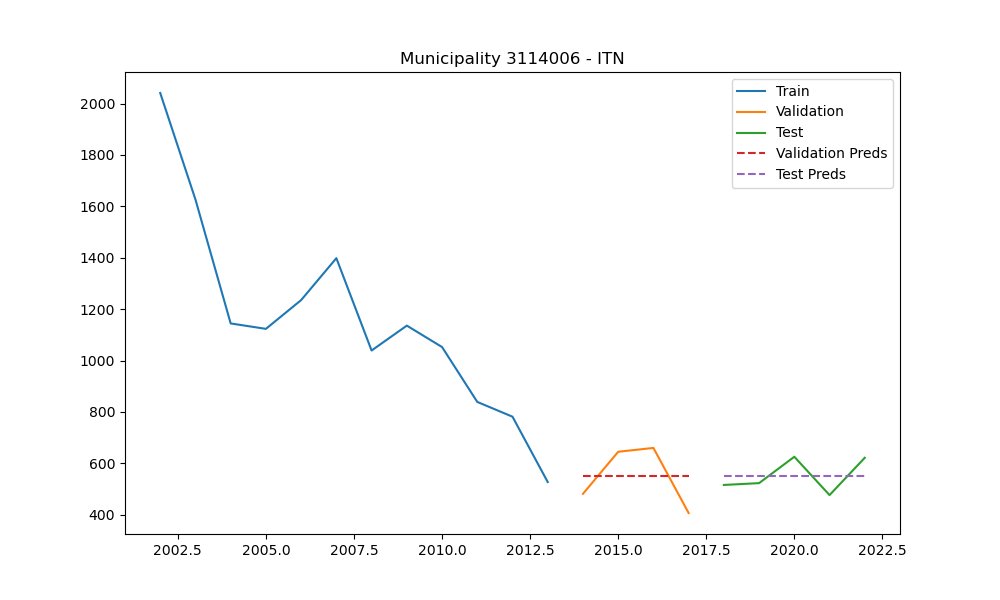 Municipality 3114006 - ITN
Train
Validation
Test
Validation Preds
Test Preds
2000
1800
1600
1400
1200
1000
800
600
400
2002.5 2005.0 2007.5 2010.0 2012.5 2015.0 2017.5 2020.0 2022.5